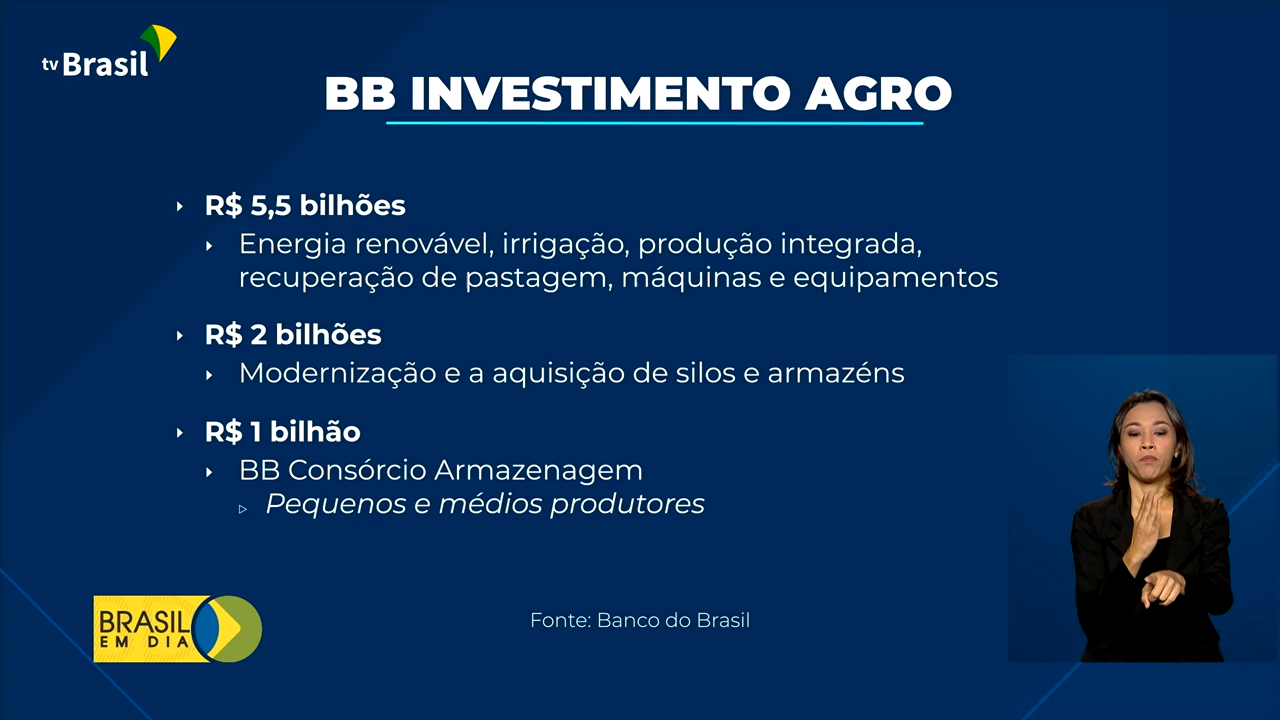 tv Brasil
BB INVESTIMENTO AGRO
R$ 5,5 bilhões
Energia renovável, irrigação, produção integrada,
recuperação de pastagem, máquinas e equipamentos
R$ 2 bilhões
Modernização e a aquisição de silos e armazéns
R$ 1 bilhão
BB Consórcio Armazenagem
Pequenos e médios produtores
BRASIL
EM DIA
Fonte: Banco do Brasil